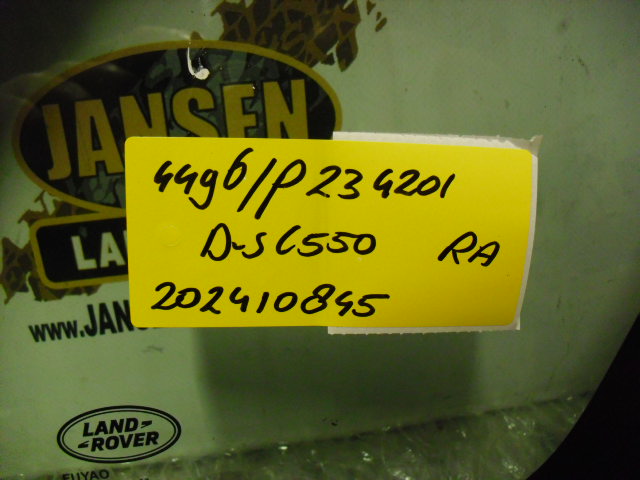 JANSEN
LA
44g6/P234201
D-SC550 RA
202410845
www.JAN
LAND-
-ROVER
FUYAO